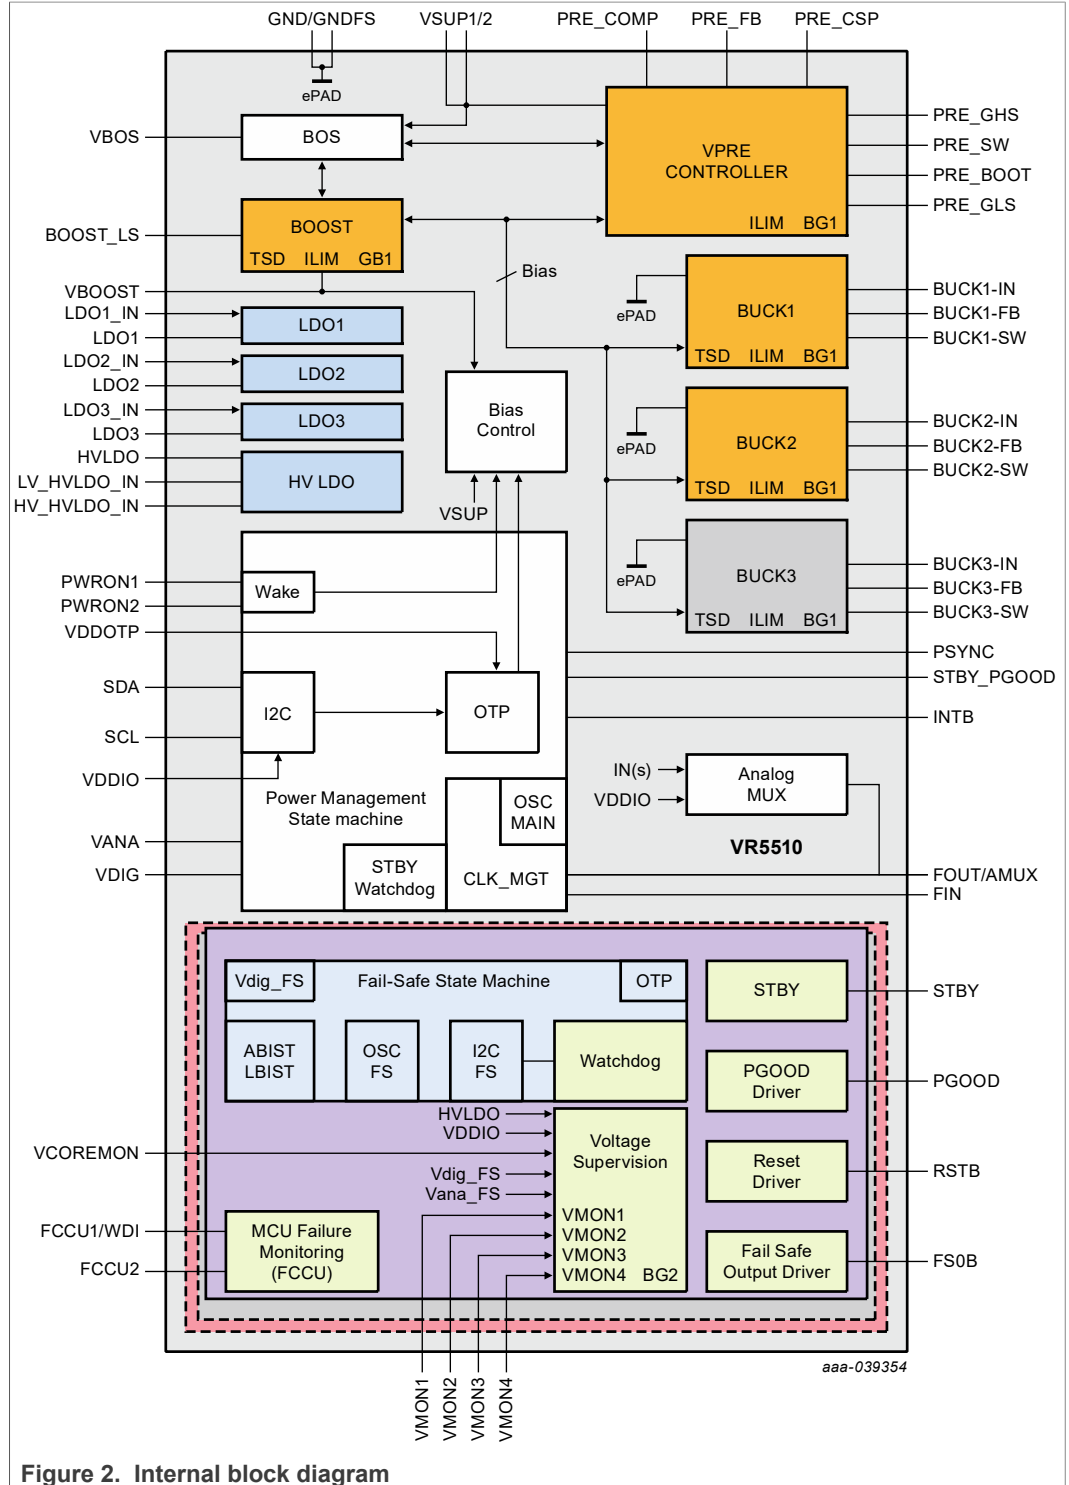 GND/GNDFS
VSUP1/2
PRE_COMP
PRE_FB
PRE_CSP
ePAD
VBOS
BOS
VPRE
CONTROLLER
ILIM
BG1
PRE_GHS
PRE_SW
PRE_BOOT
PRE_GLS
BOOST_LS
BOOST
TSD
ILIM
GB1
Bias
VBOOST
LDO1_IN
LDO1
LDO1
LDO2_IN
LDO2
LDO2
LDO3_IN
LDO3
LDO3
HVLDO
LV_HVLDO_IN
HV_HVLDO_IN
HV LDO
Bias
Control
VSUP
ePAD
BUCK1
TSD
ILIM
BG1
BUCK1-IN
BUCK1-FB
BUCK1-SW
ePAD
BUCK2
TSD
ILIM
BG1
BUCK2-IN
BUCK2-FB
BUCK2-SW
ePAD
BUCK3
TSD
ILIM
BG1
BUCK3-IN
BUCK3-FB
BUCK3-SW
PWRON1
PWRON2
Wake
VDDOTP
SDA
SCL
I2C
OTP
VDDIO
Power Management
State machine
VANA
VDIG
STBY
Watchdog
OSC
MAIN
CLK_MGT
PSYNC
STBY_PGOOD
INTB
IN(s)
VDDIO
Analog
MUX
VR5510
FOUT/AMUX
FIN
Vdig_FS
Fail-Safe State Machine
OTP
ABIST
LBIST
OSC
FS
I2C
FS
Watchdog
STBY
STBY
PGOOD
Driver
PGOOD
Reset
Driver
RSTB
Fail Safe
Output Driver
FS0B
HVLDO
VDDIO
VCOREMON
Vdig_FS
Vana_FS
Voltage
Supervision
VMON1
VMON2
VMON3
VMON4
BG2
FCCU1/WDI
FCCU2
MCU Failure
Monitoring
(FCCU)
VMON1
VMON2
VMON3
VMON4
aaa-039354
Figure 2. Internal block diagram